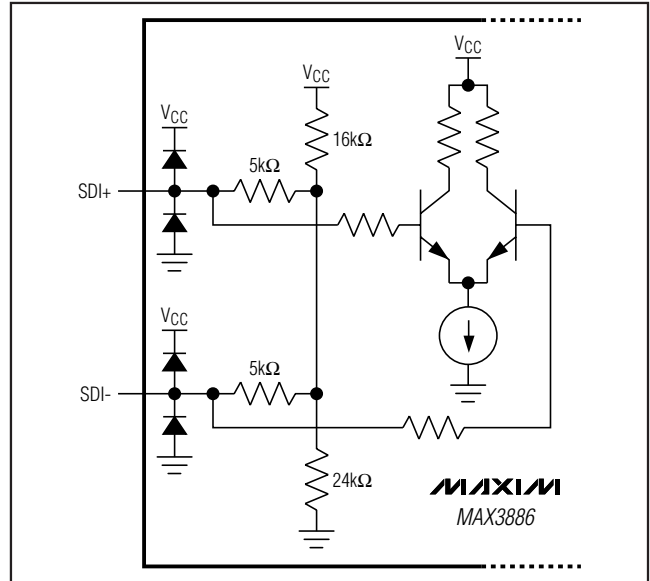 VCC
VCC
VCC
16kΩ
5kΩ
SDI+
VCC
5kΩ
SDI-
24kΩ
MAXIM
MAX3886